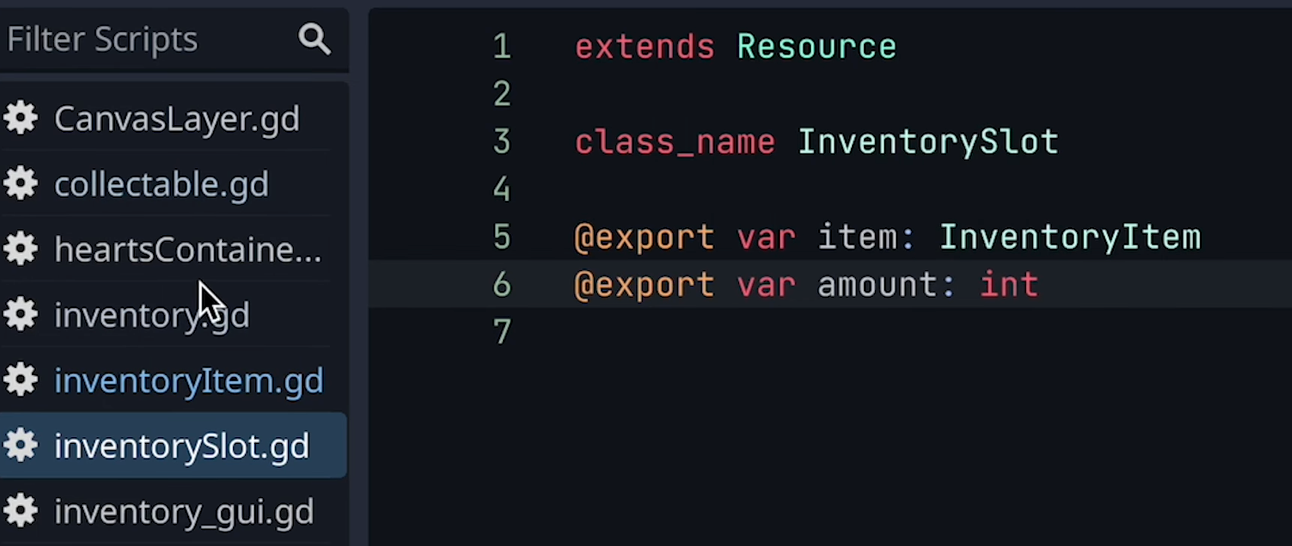 Filter Scripts
CanvasLayer.gd
collectable.gd
heartsContaine...
inventory.gd
inventoryItem.gd
inventorySlot.gd
inventory_gui.gd
1 extends Resource
2
3 class_name InventorySlot
4
5 @export var item: InventoryItem
6 @export var amount: int
7